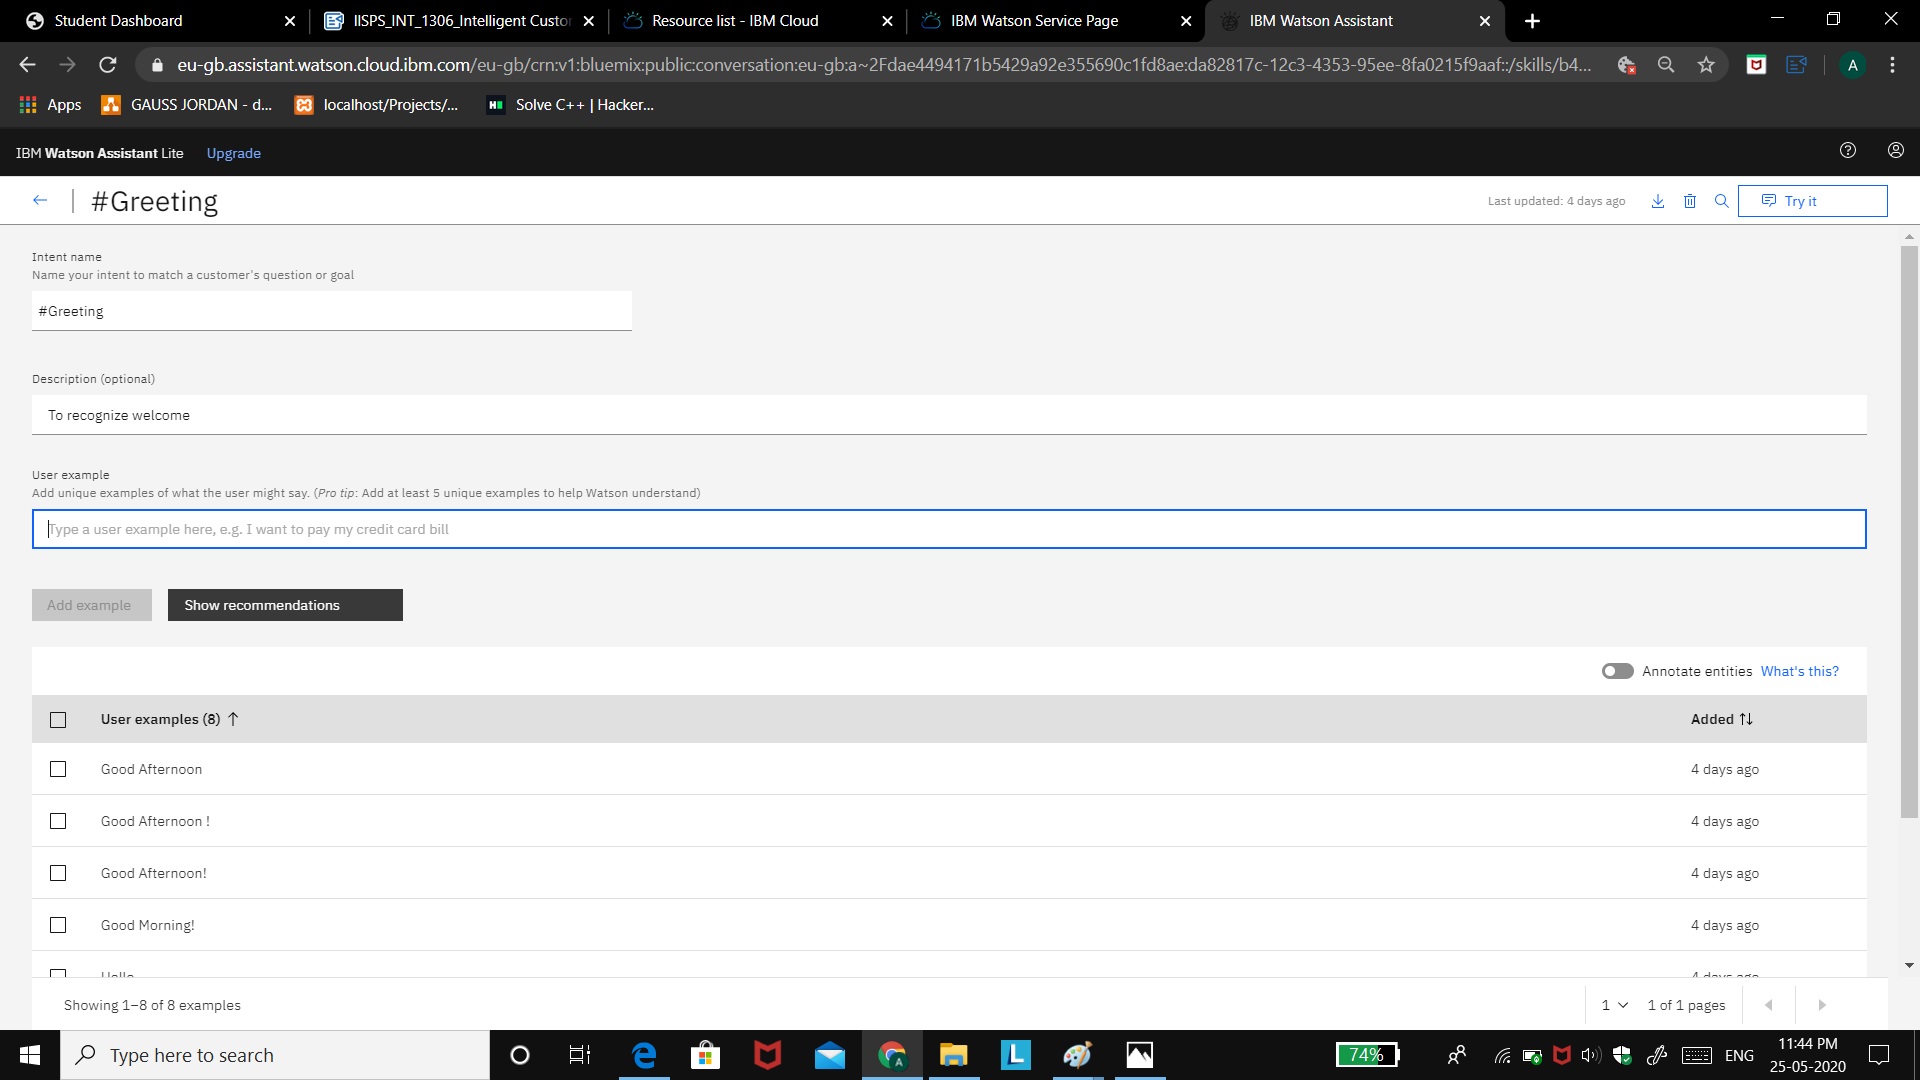 Student Dashboard
IISPS_INT_1306_Intelligent Custo
Resource list - IBM Cloud
IBM Watson Service Page
IBM Watson Assistant
eu-gb.assistant.watson.cloud.ibm.com/eu-gb/crn:v1:bluemix:public:conversation:eu-gb:a~2Fdae4494171b5429a92e355690c1fd8ae:da82817c-12c3-4353-95ee-8fa0215f9aaf::/skills/b4...
A
Apps
GAUSS JORDAN - d...
localhost/Projects/...
Solve C++ | Hacker...
IBM Watson Assistant Lite
Upgrade
#Greeting
Last updated: 4 days ago
Try it
Intent name
Name your intent to match a customer's question or goal
#Greeting
Description (optional)
To recognize welcome
User example
Add unique examples of what the user might say. (Pro tip: Add at least 5 unique examples to help Watson understand)
Type a user example here, e.g. I want to pay my credit card bill
Add example
Show recommendations
Annotate entities What's this?
User examples (8)
Added
Good Afternoon
4 days ago
Good Afternoon !
4 days ago
Good Afternoon!
4 days ago
Good Morning!
4 days ago
Hello
4 days ago
Showing 1–8 of 8 examples
1
1 of 1 pages
Type here to search
74%
ENG
11:44 PM
25-05-2020